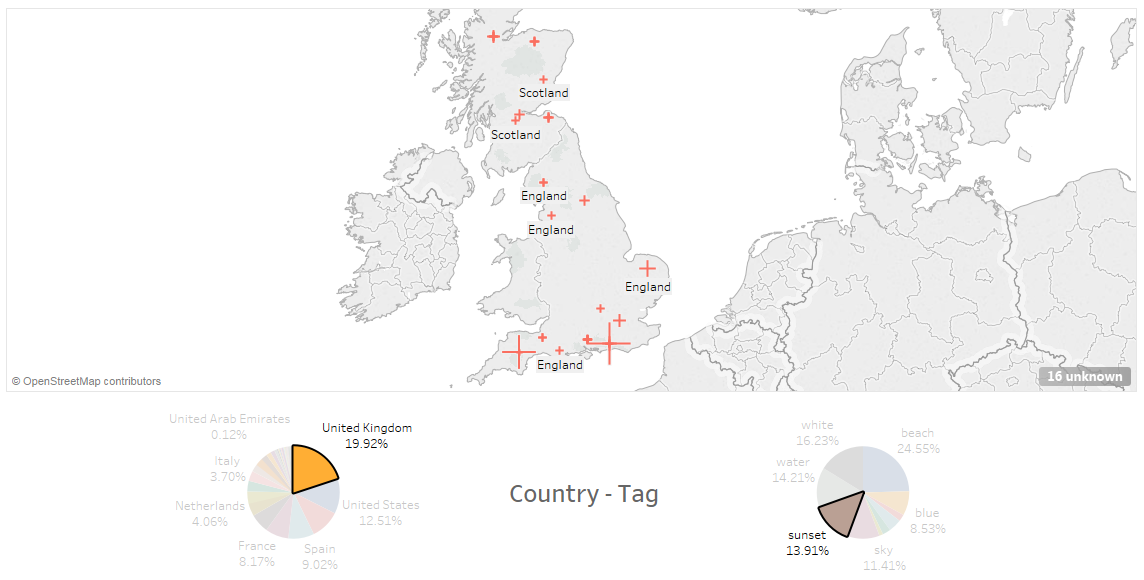 Scotland
Scotland
England
England
England
England
© OpenStreetMap contributors
16 unknown
United Arab Emirates
0.12%
United Kingdom
19.92%
Italy
3.70%
Netherlands
4.06%
United States
12.51%
France
8.17%
Spain
9.02%
Country - Tag
white
16.23%
beach
24.55%
water
14.21%
blue
8.53%
sunset
13.91%
sky
11.41%